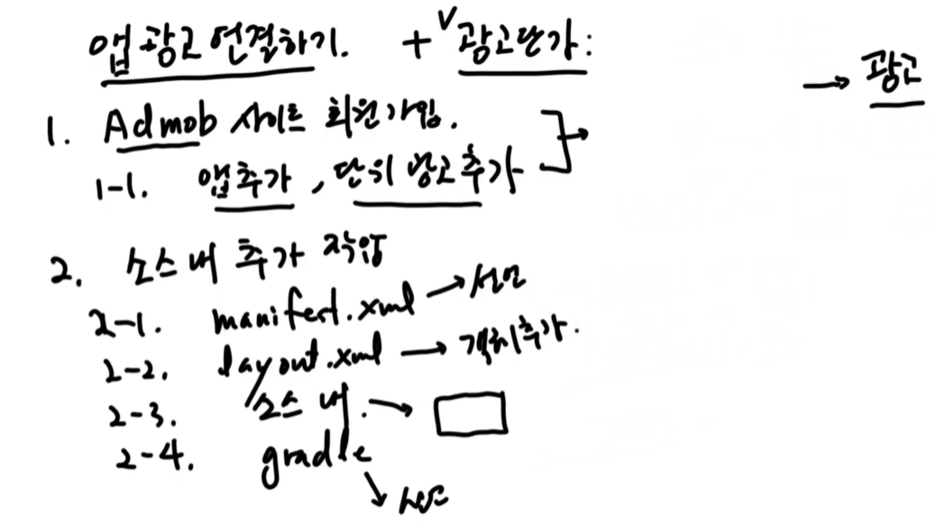 앱 광고 연결하기. + V 광고단가:
→ 광고
1. Admob 사이트 회원가입.
1-1. 앱추가, 단위 광고추가
2. 소스 내 추가 작업
2-1. manifest.xml → 선언
2-2. layout.xml → 객체추가.
2-3. 소스 내. →
2-4. gradle